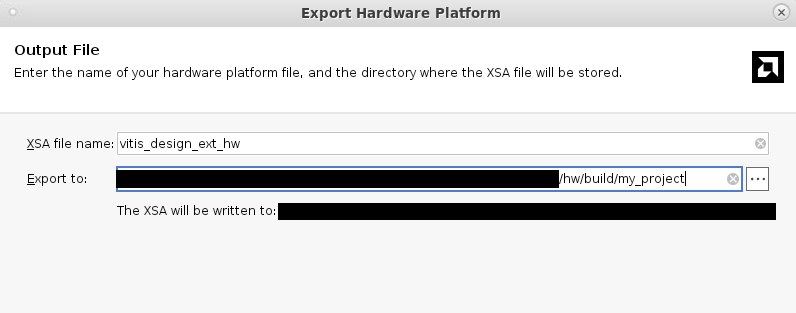 Export Hardware Platform
Output File
Enter the name of your hardware platform file, and the directory where the XSA file will be stored.
XSA file name: vitis_design_ext_hw
Export to: /hw/build/my_project
The XSA will be written to: